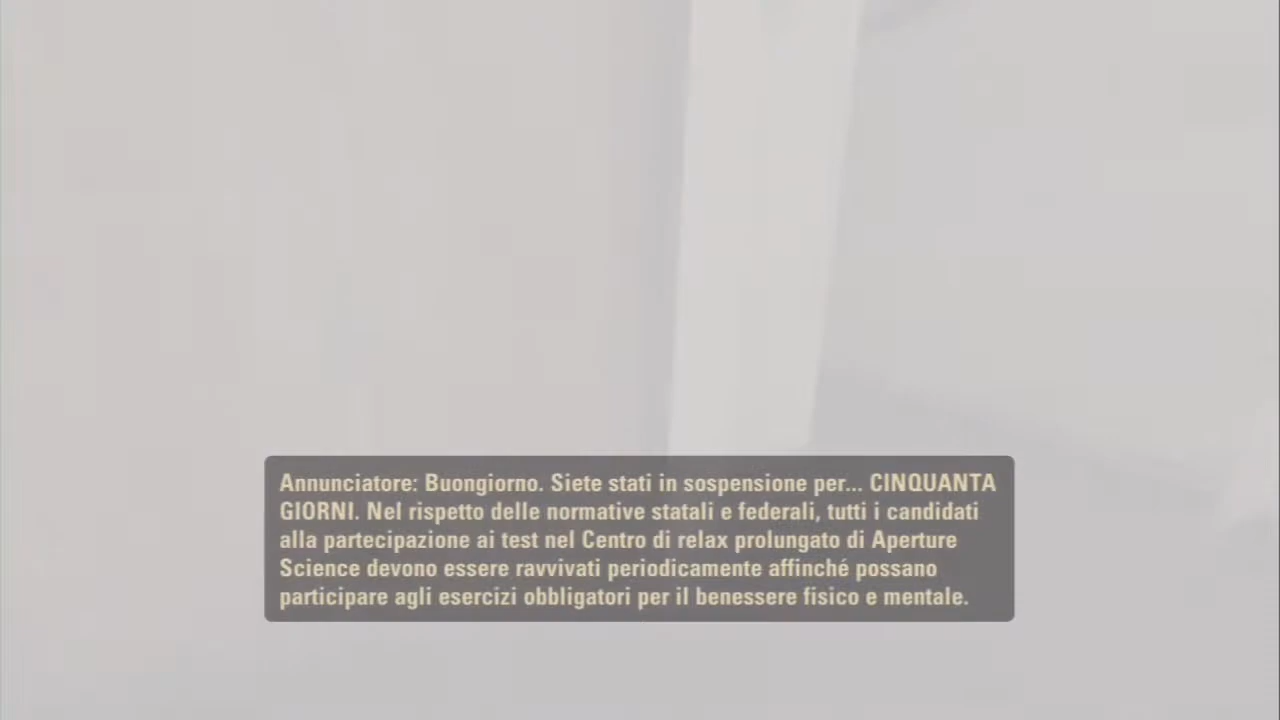 Annunciatore: Buongiorno. Siete stati in sospensione per... CINQUANTA
GIORNI. Nel rispetto delle normative statali e federali, tutti i candidati
alla partecipazione ai test nel Centro di relax prolungato di Aperture
Science devono essere ravvivati periodicamente affinché possano
participare agli esercizi obbligatori per il benessere fisico e mentale.